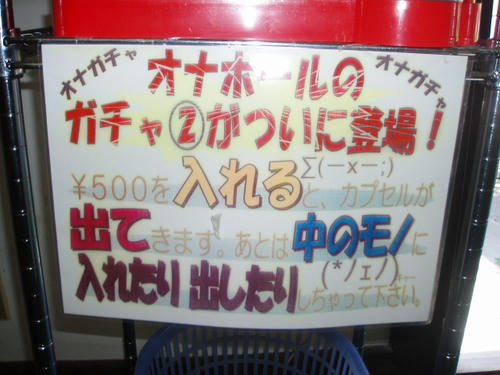 オナガチャ オナホールの オナガチャ
ガチャ②がついに登場！
¥500を入れるΣ(ーxー;)と、カプセルが
出てきます。あとは中のモノに
入れたり出したり(*ﾉｪﾉ)しちゃって下さい。